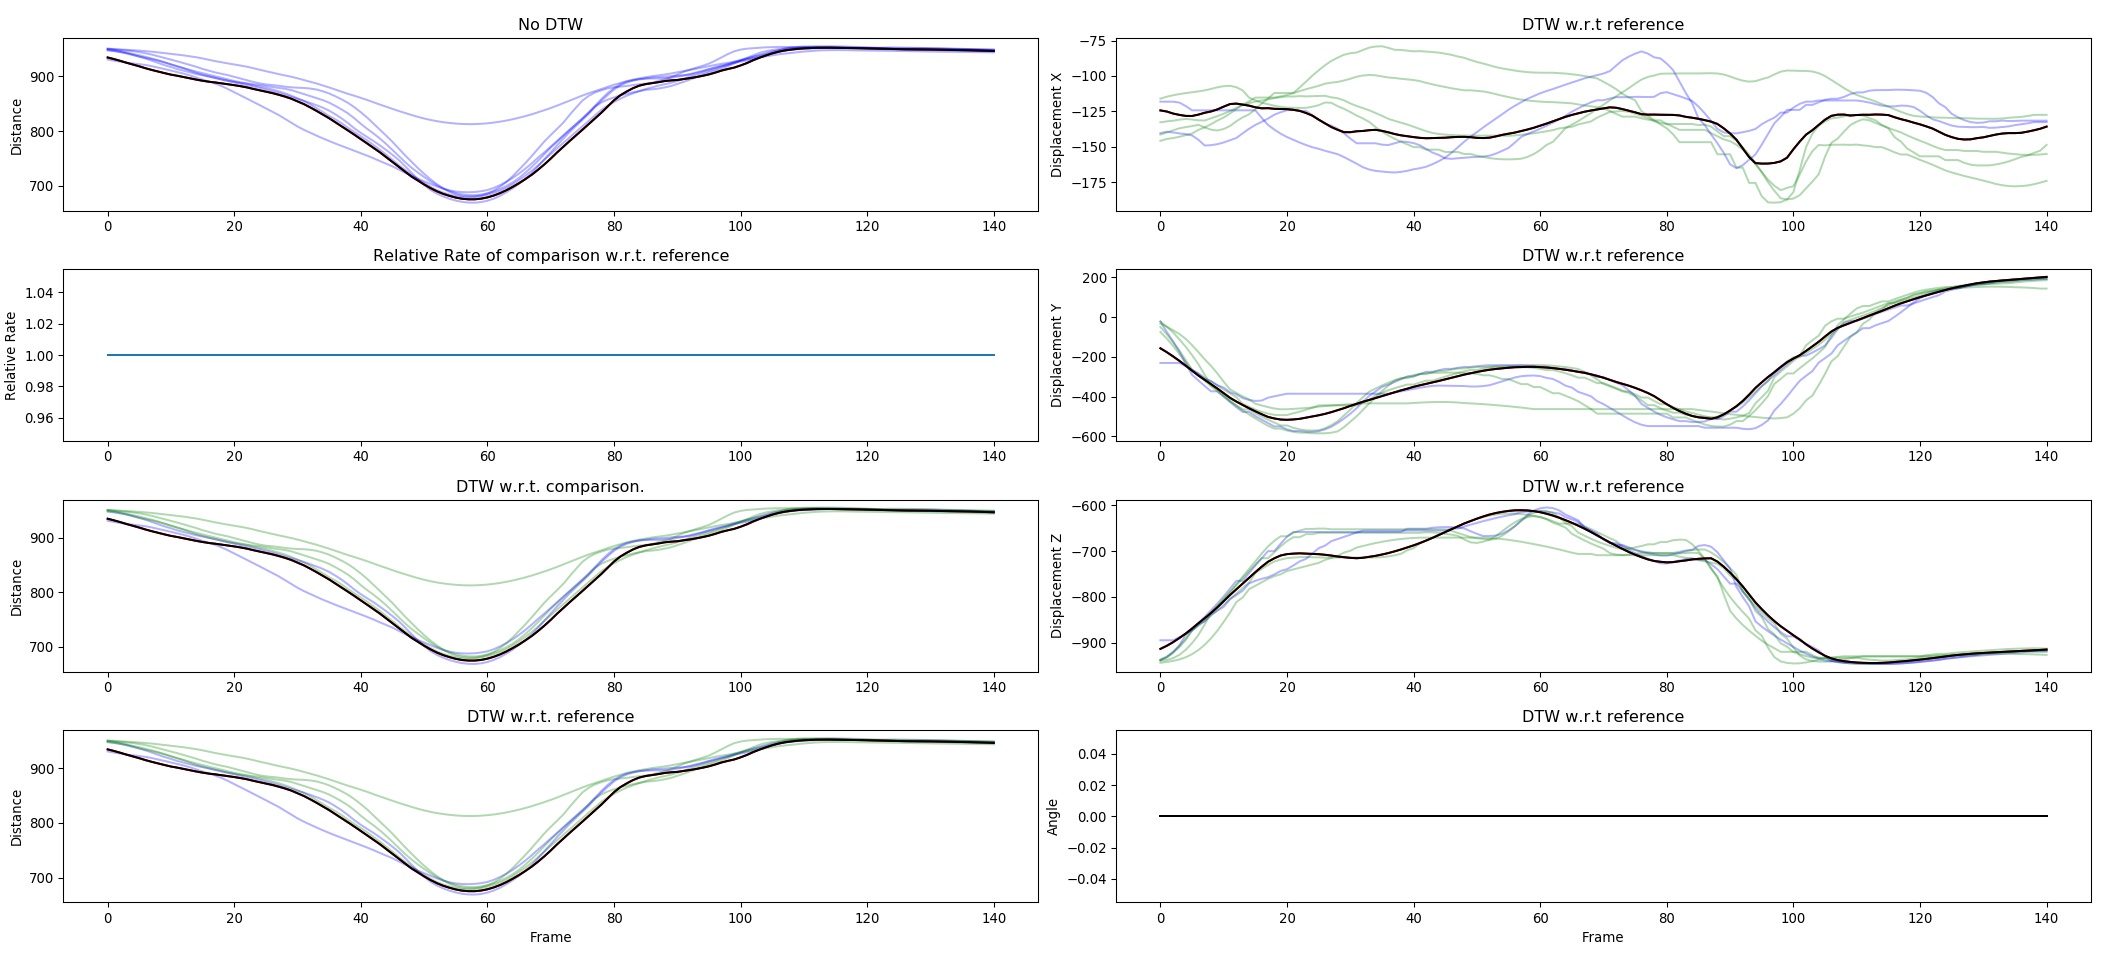 No DTW
Distance
900
800
700
0 20 40 60 80 100 120 140
Relative Rate of comparison w.r.t. reference
Relative Rate
1.04
1.02
1.00
0.98
0.96
0 20 40 60 80 100 120 140
DTW w.r.t. comparison.
Distance
900
800
700
0 20 40 60 80 100 120 140
DTW w.r.t. reference
Distance
900
800
700
0 20 40 60 80 100 120 140
Frame
DTW w.r.t reference
Displacement X
−75
−100
−125
−150
−175
0 20 40 60 80 100 120 140
DTW w.r.t reference
Displacement Y
200
0
−200
−400
−600
0 20 40 60 80 100 120 140
DTW w.r.t reference
Displacement Z
−600
−700
−800
−900
0 20 40 60 80 100 120 140
DTW w.r.t reference
Angle
0.04
0.02
0.00
−0.02
−0.04
0 20 40 60 80 100 120 140
Frame